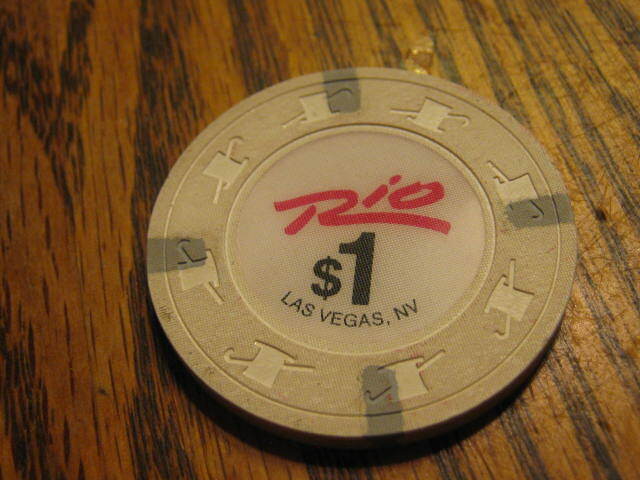 Rio
$1
LAS VEGAS, NV